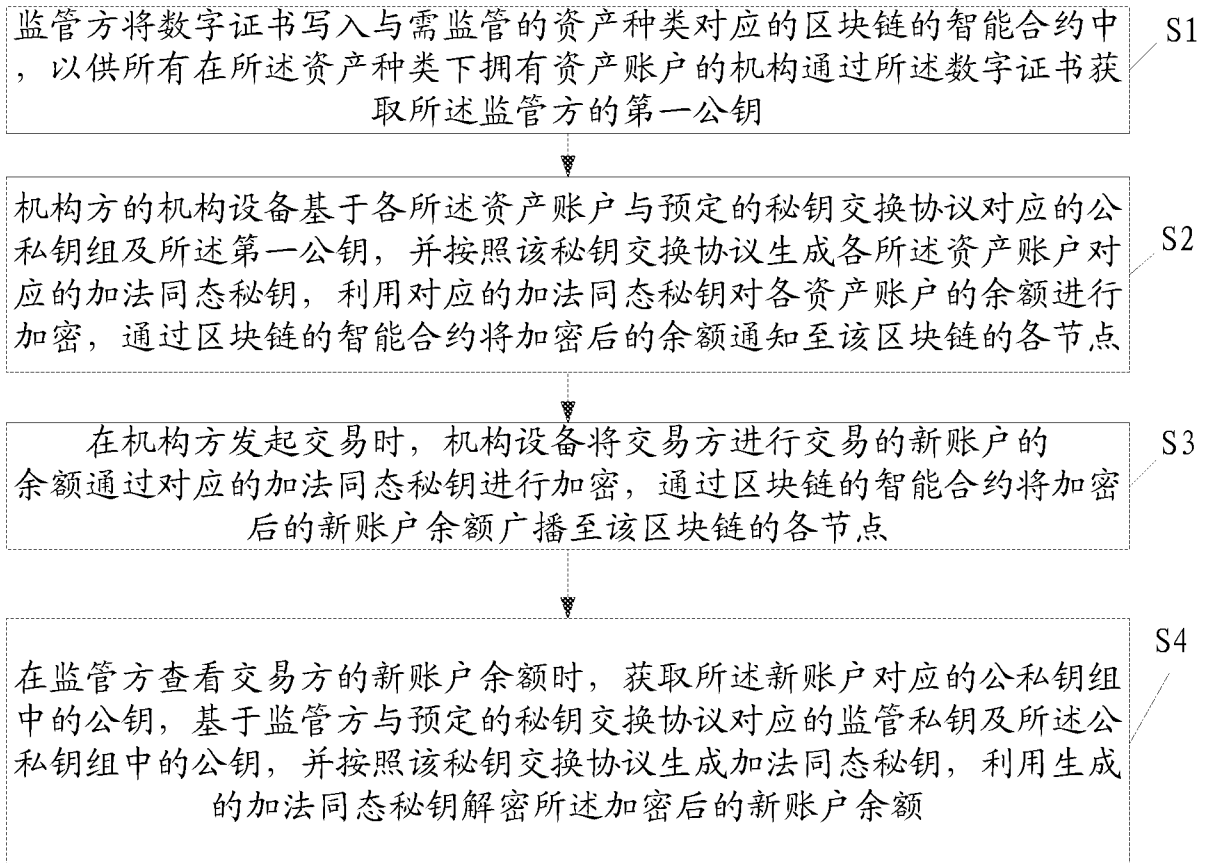 监管方将数字证书写入与需监管的资产种类对应的区块链的智能合约中
，以供所有在所述资产种类下拥有资产账户的机构通过所述数字证书获
取所述监管方的第一公钥
S1
机构方的机构设备基于各所述资产账户与预定的秘钥交换协议对应的公
私钥组及所述第一公钥，并按照该秘钥交换协议生成各所述资产账户对
应的加法同态秘钥，利用对应的加法同态秘钥对各资产账户的余额进行
加密，通过区块链的智能合约将加密后的余额通知至该区块链的各节点
S2
在机构方发起交易时，机构设备将交易方进行交易的新账户的
余额通过对应的加法同态秘钥进行加密，通过区块链的智能合约将加密
后的新账户余额广播至该区块链的各节点
S3
在监管方查看交易方的新账户余额时，获取所述新账户对应的公私钥组
中的公钥，基于监管方与预定的秘钥交换协议对应的监管私钥及所述公
私钥组中的公钥，并按照该秘钥交换协议生成加法同态秘钥，利用生成
的加法同态秘钥解密所述加密后的新账户余额
S4